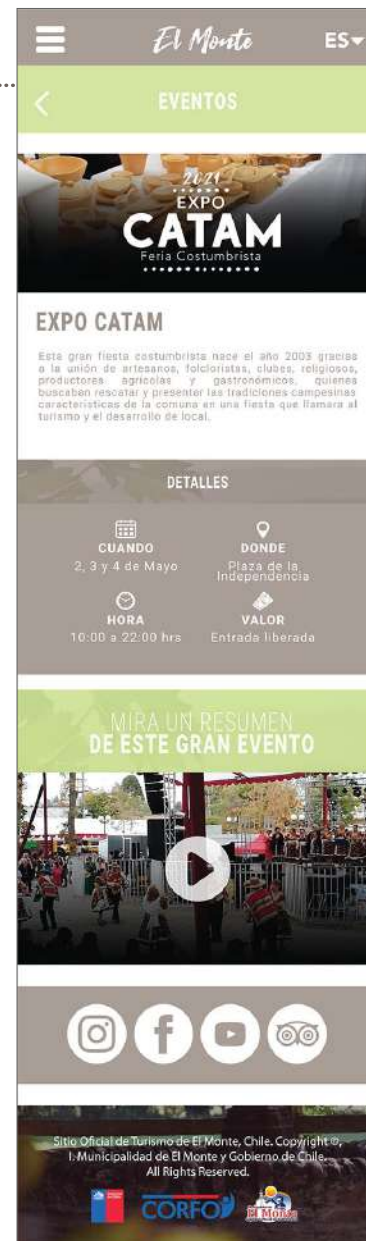 El Monte
ES
EVENTOS
2021
EXPO
CATAM
Feria Costumbrista
EXPO CATAM
Esta gran fiesta costumbrista nace el año 2003 gracias
a la unión de artesanos, folcloristas, clubes, religiosos,
productores agrícolas y gastronómicos, quienes
buscaban rescatar y presentar las tradiciones campesinas
características de la comuna en una fiesta que llamara al
turismo y el desarrollo de local.
DETALLES
CUANDO
2, 3 y 4 de Mayo
DONDE
Plaza de la
Independencia
HORA
10:00 a 22:00 hrs
VALOR
Entrada liberada
MIRA UN RESUMEN
DE ESTE GRAN EVENTO
Sitio Oficial de Turismo de El Monte, Chile. Copyright ©,
I. Municipalidad de El Monte y Gobierno de Chile.
All Rights Reserved.
CORFO
El Monte